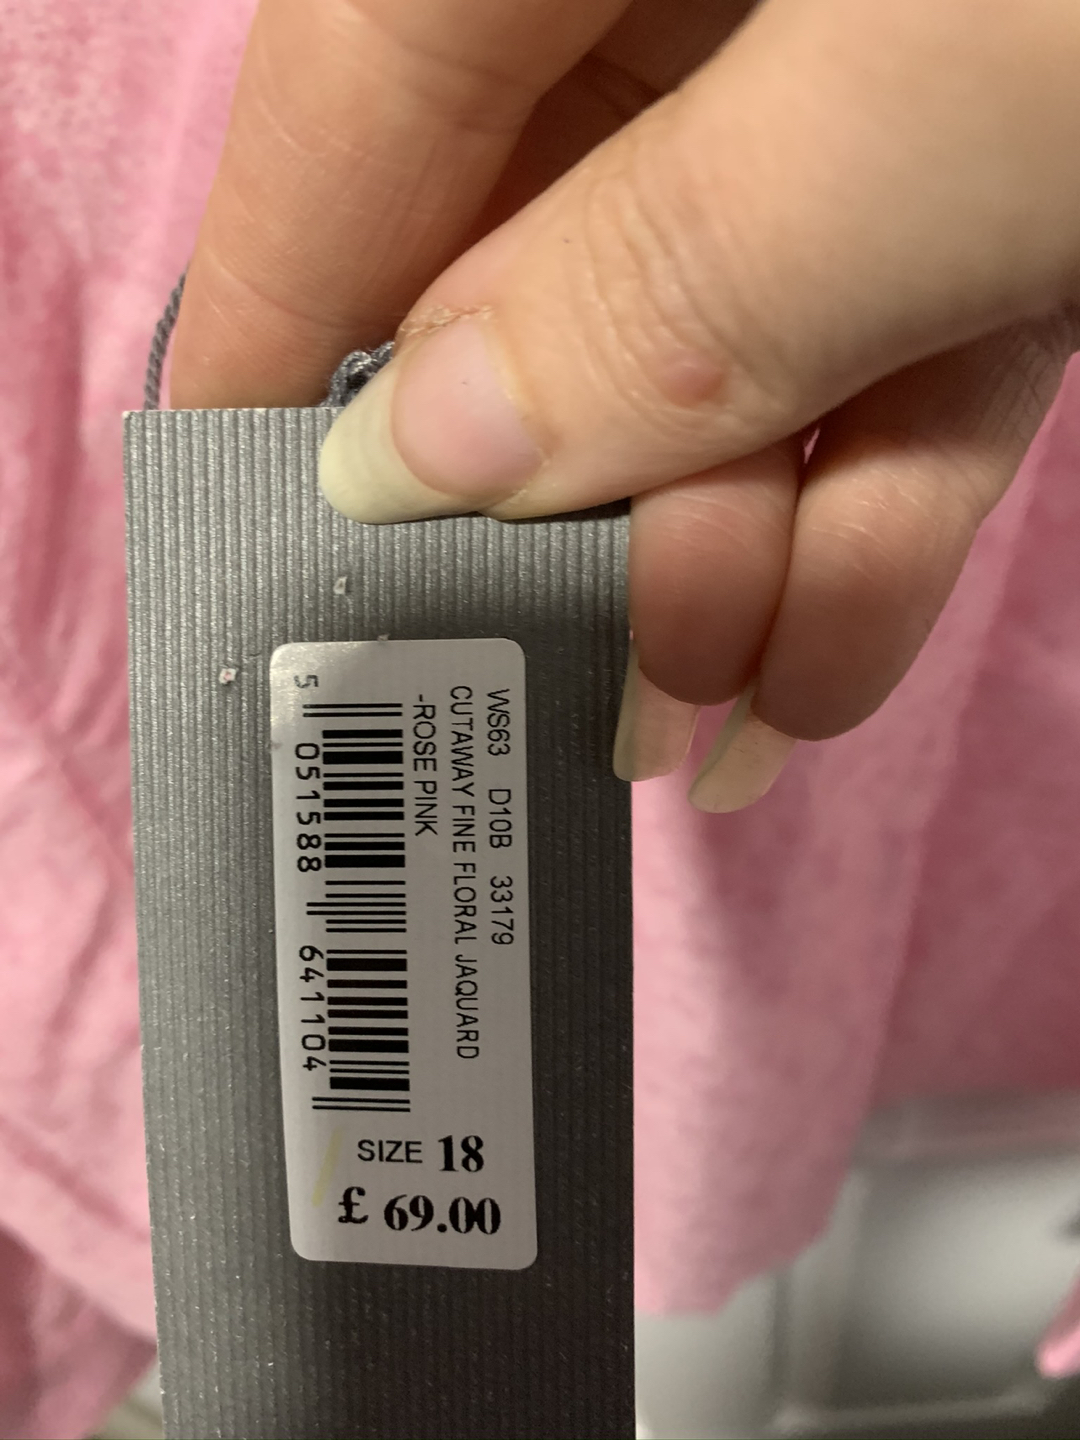 WS63 D10B 33179
CUTAWAY FINE FLORAL JAQUARD
-ROSE PINK
5 051588 641104
SIZE 18
£ 69.00